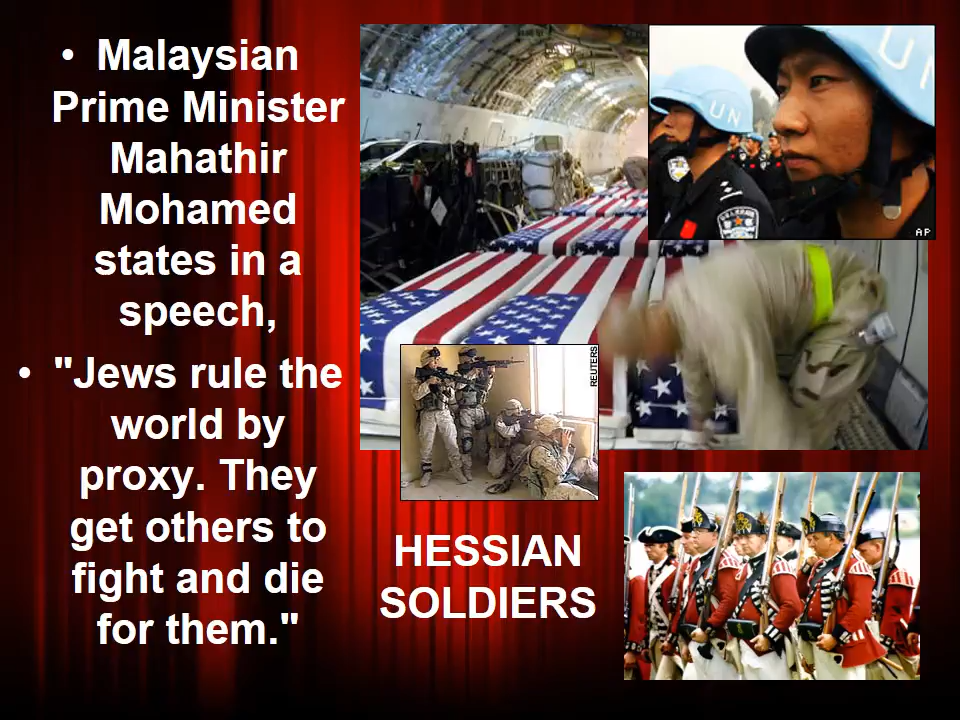 • Malaysian
Prime Minister
Mahathir
Mohamed
states in a
speech,
• "Jews rule the
world by
proxy. They
get others to
fight and die
for them."
UN
UN
AP
REUTERS
HESSIAN
SOLDIERS